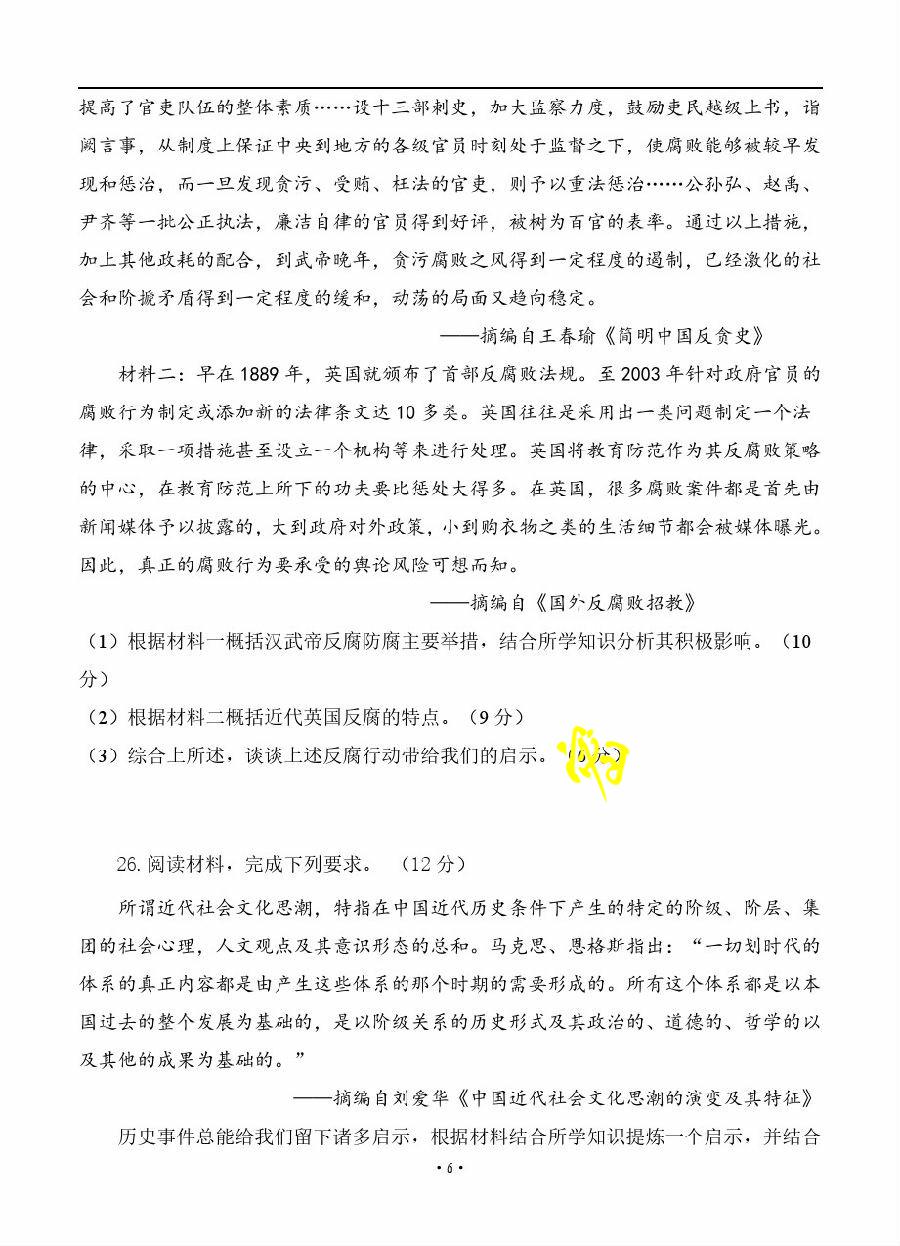 提高了官吏队伍的整体素质……设十三部刺史，加大监察力度，鼓励吏民越级上书，诣
阙言事，从制度上保证中央到地方的各级官员时刻处于监督之下，使腐败能够被较早发
现和惩治，而一旦发现贪污、受贿、枉法的官吏，则予以重法惩治……公孙弘、赵禹、
尹齐等一批公正执法，廉洁自律的官员得到好评，被树为百官的表率。通过以上措施，
加上其他政耗的配合，到武帝晚年，贪污腐败之风得到一定程度的遏制，已经激化的社
会和阶搋矛盾得到一定程度的缓和，动荡的局面又趋向稳定。
——摘编自王春瑜《简明中国反贪史》
材料二：早在 1889 年，英国就颁布了首部反腐败法规。至 2003 年针对政府官员的
腐败行为制定或添加新的法律条文达 10 多类。英国往往是采用出一类问题制定一个法
律，采取一项措施甚至设立一个机构等来进行处理。英国将教育防范作为其反腐败策略
的中心，在教育防范上所下的功夫要比惩处大得多。在英国，很多腐败案件都是首先由
新闻媒体予以披露的，大到政府对外政策，小到购衣物之类的生活细节都会被媒体曝光。
因此，真正的腐败行为要承受的舆论风险可想而知。
——摘编自《国外反腐败招教》
（1）根据材料一概括汉武帝反腐防腐主要举措，结合所学知识分析其积极影响。（10
分）
（2）根据材料二概括近代英国反腐的特点。（9 分）
（3）综合上所述，谈谈上述反腐行动带给我们的启示。（6 分）
26. 阅读材料，完成下列要求。 （12 分）
所谓近代社会文化思潮，特指在中国近代历史条件下产生的特定的阶级、阶层、集
团的社会心理，人文观点及其意识形态的总和。马克思、恩格斯指出：“一切划时代的
体系的真正内容都是由产生这些体系的那个时期的需要形成的。所有这个体系都是以本
国过去的整个发展为基础的，是以阶级关系的历史形式及其政治的、道德的、哲学的以
及其他的成果为基础的。”
——摘编自刘爱华《中国近代社会文化思潮的演变及其特征》
历史事件总能给我们留下诸多启示，根据材料结合所学知识提炼一个启示，并结合
·6·